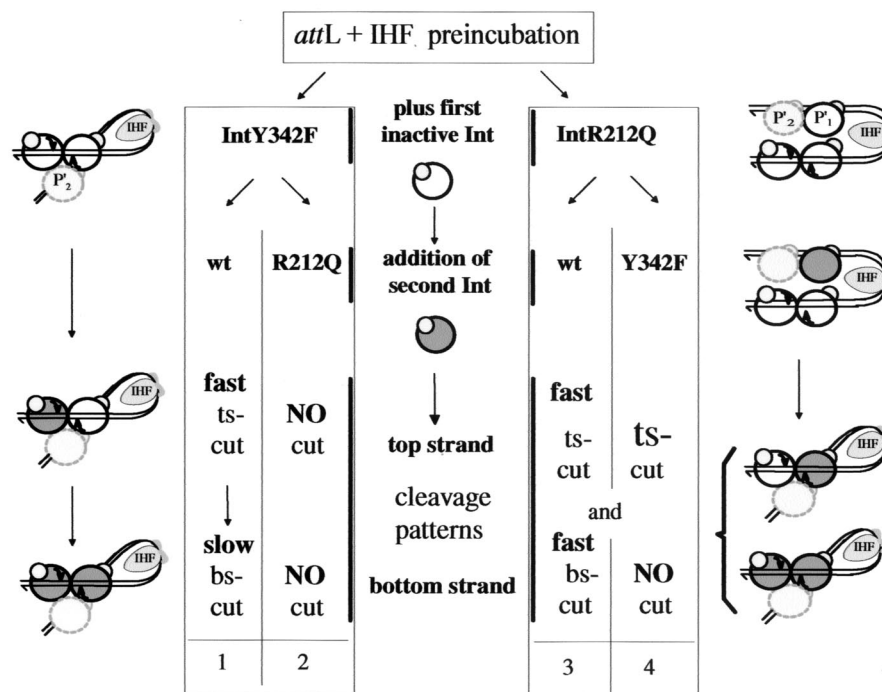 attL + IHF preincubation
IHF
P'2
IntY342F
plus first
inactive Int
IntR212Q
P'2 P'1
IHF
wt
R212Q
addition of
second Int
wt
Y342F
IHF
IHF
fast
ts-
cut
NO
cut
top strand
fast
ts-
cut
ts-
cut
IHF
cleavage
patterns
and
slow
bs-
cut
NO
cut
bottom strand
fast
bs-
cut
NO
cut
IHF
IHF
1
2
3
4